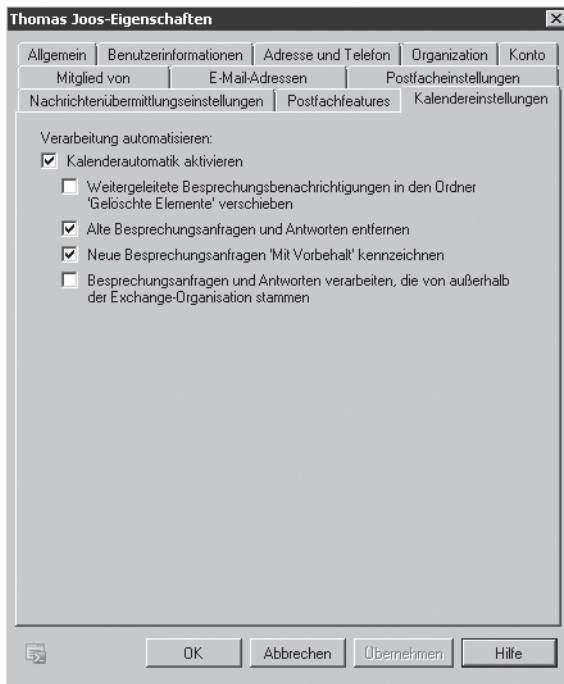 Thomas Joos-Eigenschaften
Allgemein Benutzerinformationen Adresse und Telefon Organization Konto
Mitglied von E-Mail-Adressen Postfacheinstellungen
Nachrichtenübermittlungseinstellungen Postfachfeatures Kalendereinstellungen
Verarbeitung automatisieren:
Kalenderautomatik aktivieren
Weitergeleitete Besprechungsbenachrichtigungen in den Ordner
'Gelöschte Elemente' verschieben
Alte Besprechungsanfragen und Antworten entfernen
Neue Besprechungsanfragen 'Mit Vorbehalt' kennzeichnen
Besprechungsanfragen und Antworten verarbeiten, die von außerhalb
der Exchange-Organisation stammen
OK Abbrechen Übernehmen Hilfe